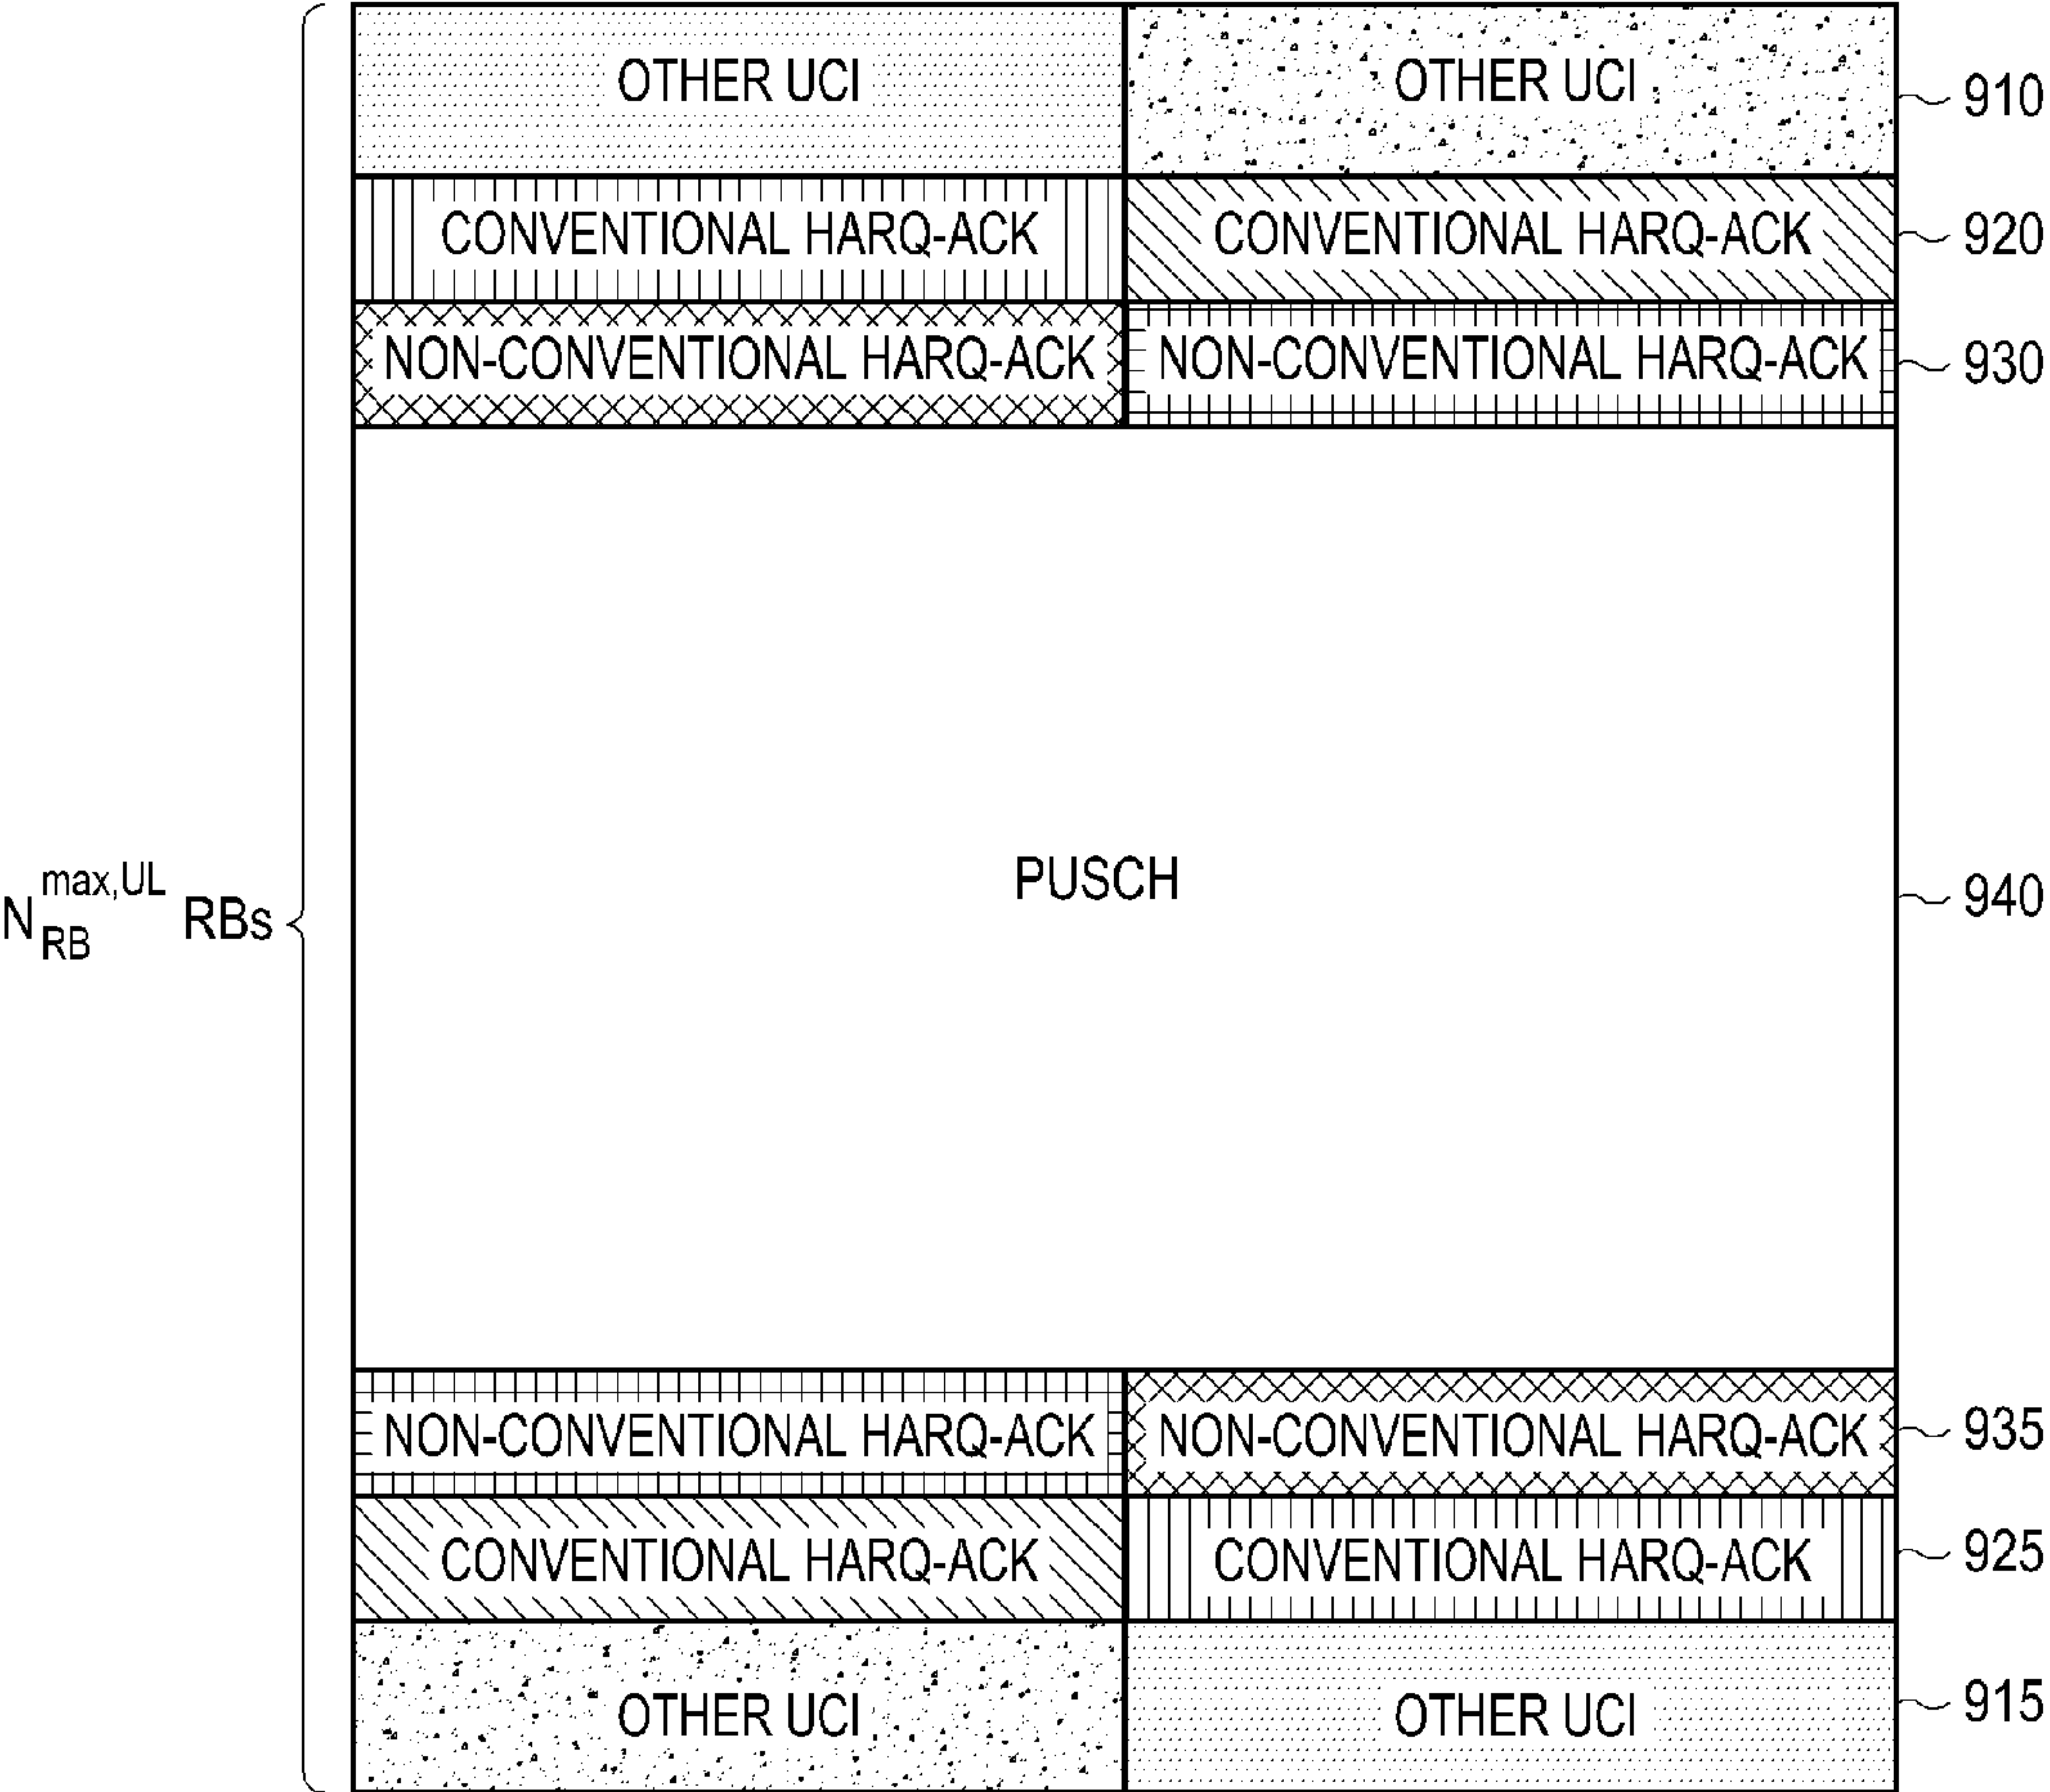 OTHER UCI OTHER UCI 910
CONVENTIONAL HARQ-ACK CONVENTIONAL HARQ-ACK 920
NON-CONVENTIONAL HARQ-ACK NON-CONVENTIONAL HARQ-ACK 930
N max,UL RB RBs PUSCH 940
NON-CONVENTIONAL HARQ-ACK NON-CONVENTIONAL HARQ-ACK 935
CONVENTIONAL HARQ-ACK CONVENTIONAL HARQ-ACK 925
OTHER UCI OTHER UCI 915